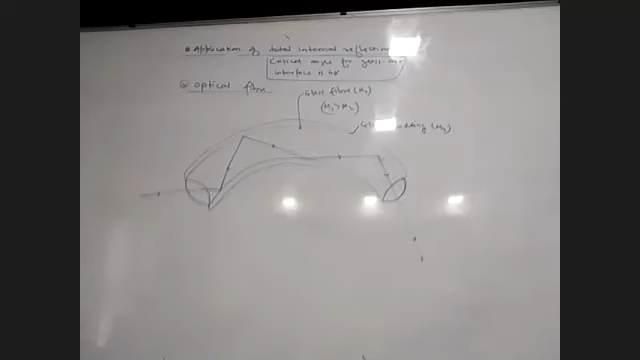 Application of total internal reflection
Critical angle for glass-air
interface is 42°
optical fibre
Glass fibre (n₁)
(n₁ > n₂)
cladding (n₂)